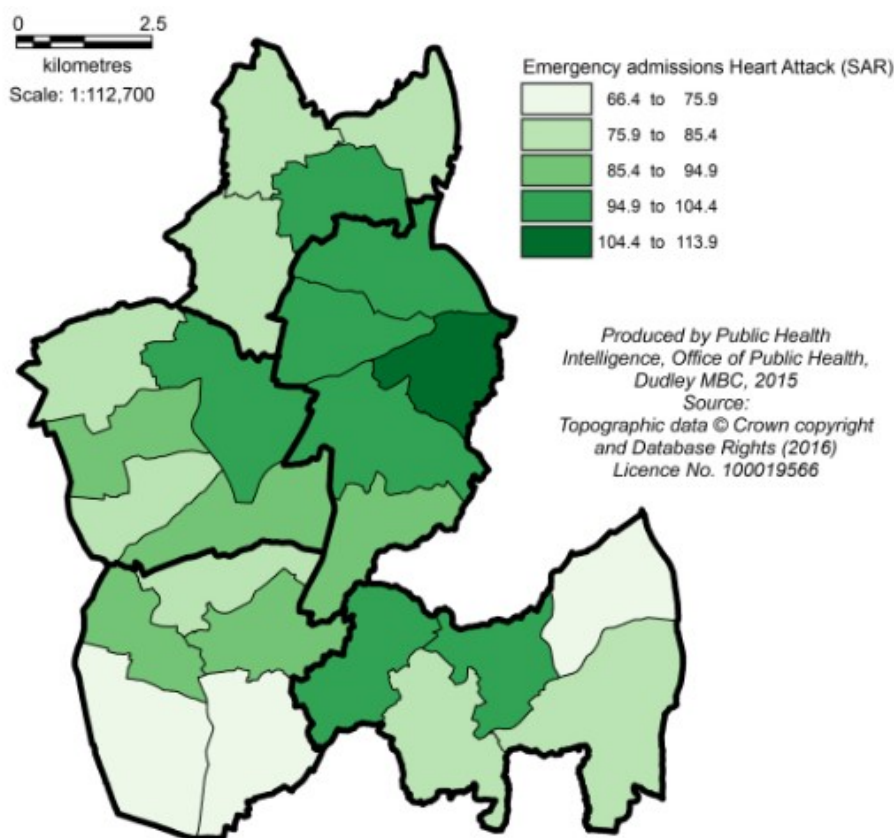 0 2.5
kilometres
Scale: 1:112,700
Emergency admissions Heart Attack (SAR)
66.4 to 75.9
75.9 to 85.4
85.4 to 94.9
94.9 to 104.4
104.4 to 113.9
Produced by Public Health
Intelligence, Office of Public Health,
Dudley MBC, 2015
Source:
Topographic data © Crown copyright
and Database Rights (2016)
Licence No. 100019566